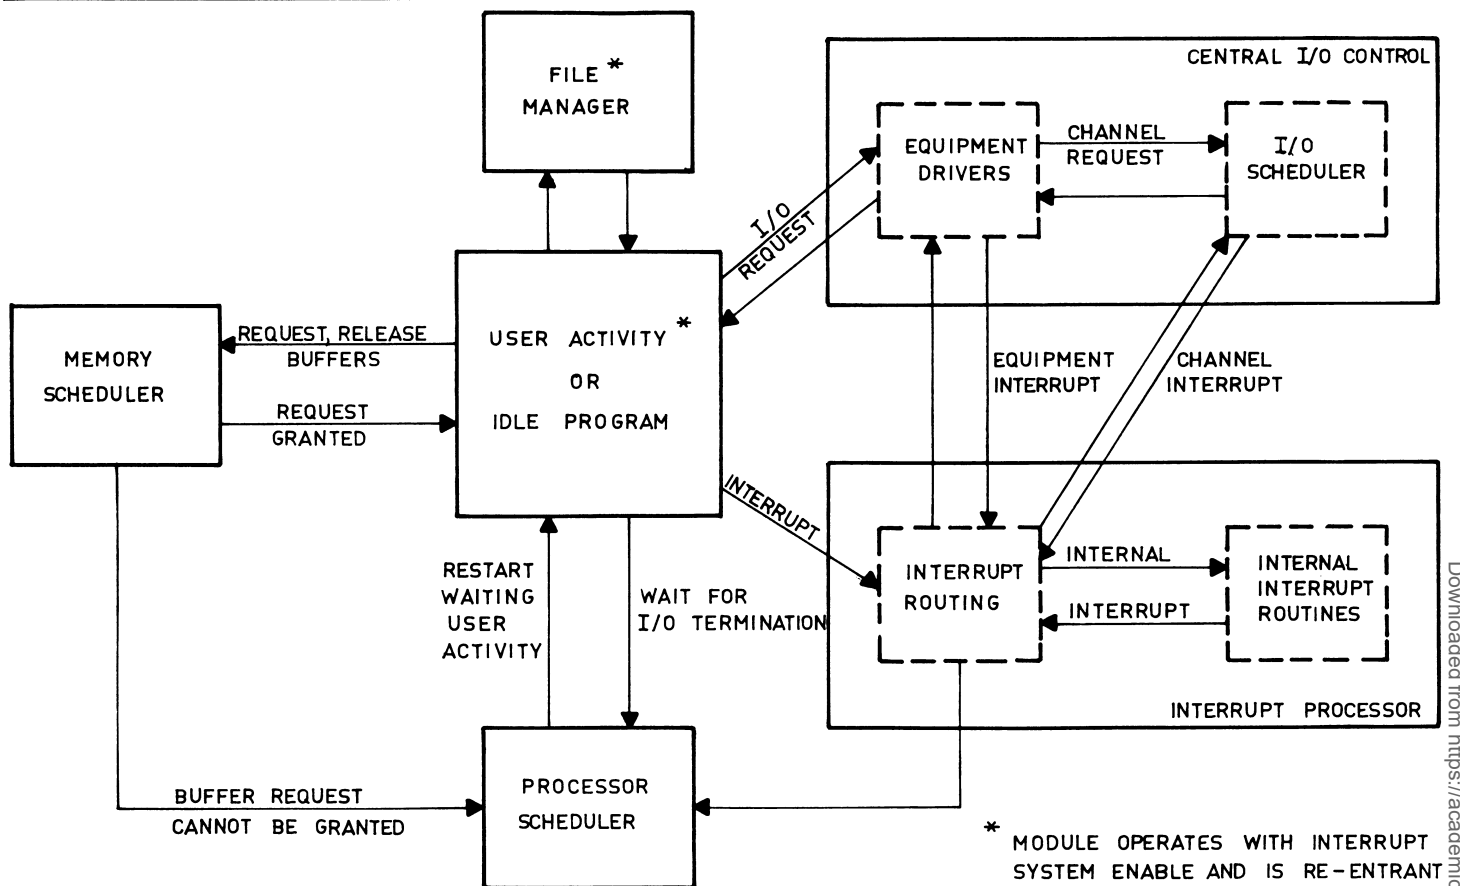 FILE *
MANAGER
CENTRAL I/O CONTROL
EQUIPMENT
DRIVERS
CHANNEL
REQUEST
I/O
SCHEDULER
I/O
REQUEST
MEMORY
SCHEDULER
REQUEST, RELEASE
BUFFERS
REQUEST
GRANTED
USER ACTIVITY *
OR
IDLE PROGRAM
EQUIPMENT
INTERRUPT
CHANNEL
INTERRUPT
INTERRUPT
RESTART
WAITING
USER
ACTIVITY
WAIT FOR
I/O TERMINATION
INTERRUPT
ROUTING
INTERNAL
INTERRUPT
INTERNAL
INTERRUPT
ROUTINES
INTERRUPT PROCESSOR
BUFFER REQUEST
CANNOT BE GRANTED
PROCESSOR
SCHEDULER
* MODULE OPERATES WITH INTERRUPT
SYSTEM ENABLE AND IS RE-ENTRANT
Downloaded from https://academic